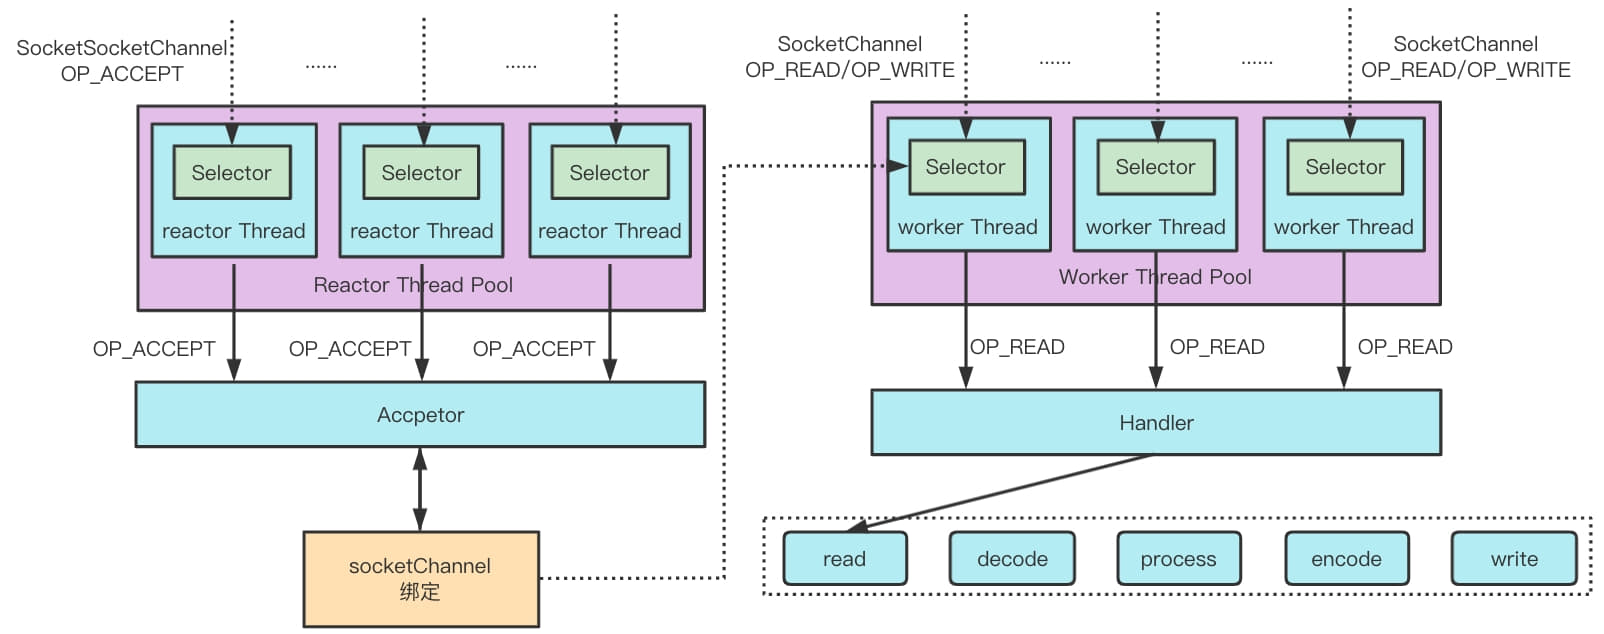 SocketSocketChannel
OP_ACCEPT
......
......
Selector
Selector
Selector
reactor Thread
reactor Thread
reactor Thread
Reactor Thread Pool
OP_ACCEPT
OP_ACCEPT
OP_ACCEPT
Accpetor
socketChannel
绑定
SocketChannel
OP_READ/OP_WRITE
......
......
SocketChannel
OP_READ/OP_WRITE
Selector
Selector
Selector
worker Thread
worker Thread
worker Thread
Worker Thread Pool
OP_READ
OP_READ
OP_READ
Handler
read
decode
process
encode
write